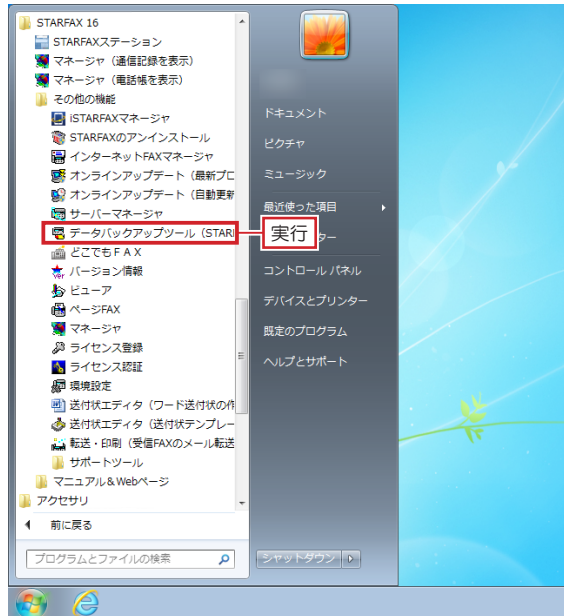 STARFAX 16
STARFAXステーション
マネージャ（通信記録を表示）
マネージャ（電話帳を表示）
その他の機能
iSTARFAXマネージャ
STARFAXのアンインストール
インターネットFAXマネージャ
オンラインアップデート（最新プロ
オンラインアップデート（自動更新
サーバーマネージャ
データバックアップツール（STAR
どこでもＦＡＸ
バージョン情報
ビューア
ページFAX
マネージャ
ライセンス登録
ライセンス認証
環境設定
送付状エディタ（ワード送付状の作
送付状エディタ（送付状テンプレー
転送・印刷（受信FAXのメール転送
サポートツール
マニュアル＆Webページ
アクセサリ
前に戻る
プログラムとファイルの検索
ドキュメント
ピクチャ
ミュージック
最近使った項目
実行
ター
コントロール パネル
デバイスとプリンター
既定のプログラム
ヘルプとサポート
シャットダウン